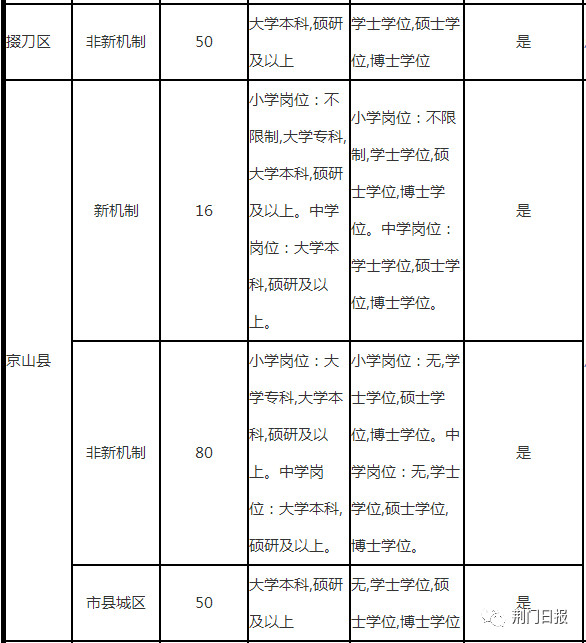 掇刀区
非新机制
50
大学本科,硕研
及以上
学士学位,硕士学
位,博士学位
是
京山县
新机制
16
小学岗位：不
限制,大学专科,
大学本科,硕研
及以上。中学
岗位：大学本
科,硕研及以
上。
小学岗位：不限
制,学士学位,硕
士学位,博士学
位。中学岗位：
学士学位,硕士学
位,博士学位。
是
非新机制
80
小学岗位：大
学专科,大学本
科,硕研及以
上。中学岗
位：大学本科,
硕研及以上。
小学岗位：无,学
士学位,硕士学
位,博士学位。中
学岗位：无,学士
学位,硕士学位,
博士学位。
是
市县城区
50
大学本科,硕研
及以上
无,学士学位,硕
士学位,博士学位
是
荆门日报